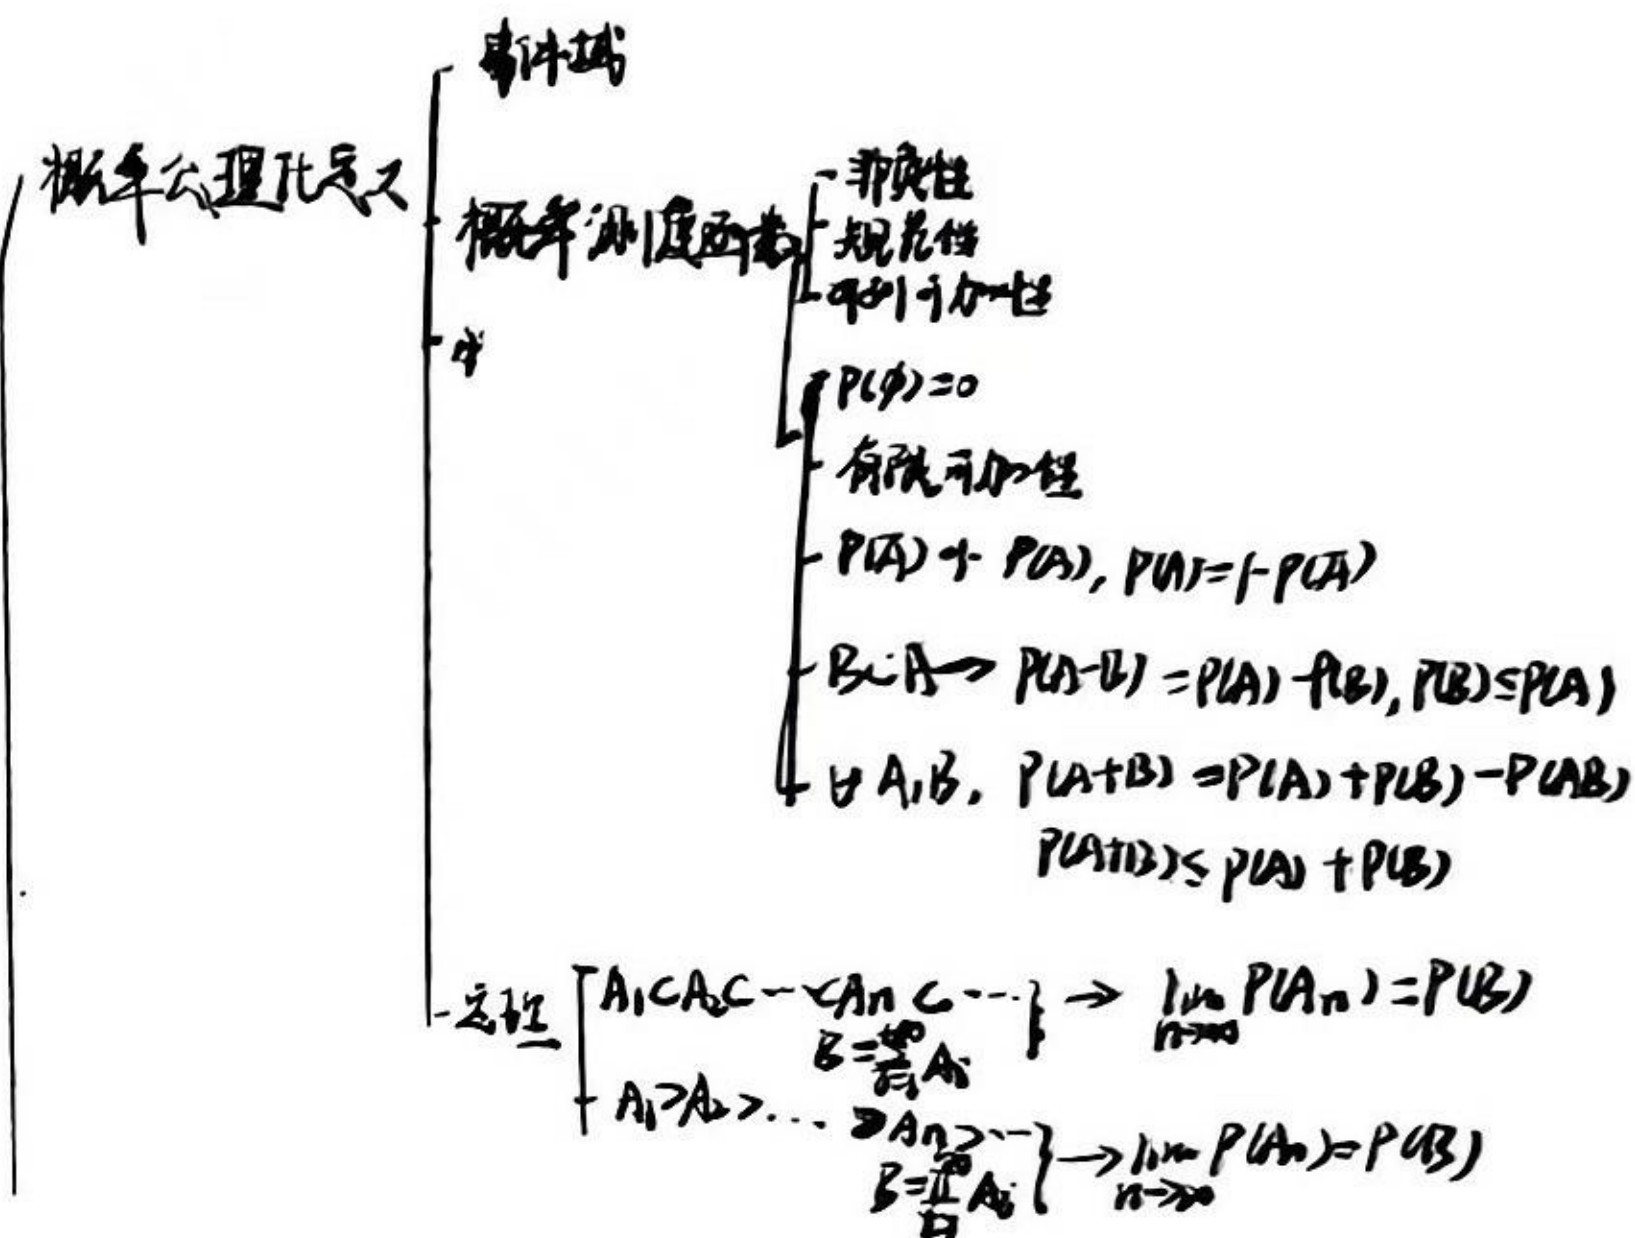 事件域
概率公理化定义
概率测度函数
非负性
规范性
可列可加性
P(φ)=0
有限可加性
P(Ā) + P(A), P(A)=1-P(Ā)
B⊂A→ P(A-B) =P(A)-P(B), P(B)≤P(A)
∀ A,B, P(A+B) =P(A)+P(B)-P(AB)
P(A+B)≤P(A)+P(B)
定理
A₁⊂A₂⊂---⊂Aₙ⊂---} → lim n→∞ P(Aₙ)=P(B)
B=∑ i=1 +∞ Aᵢ
A₁⊃A₂⊃... ⊃Aₙ⊃---} → lim n→∞ P(Aₙ)=P(B)
B=∏ i=1 ∞ Aᵢ